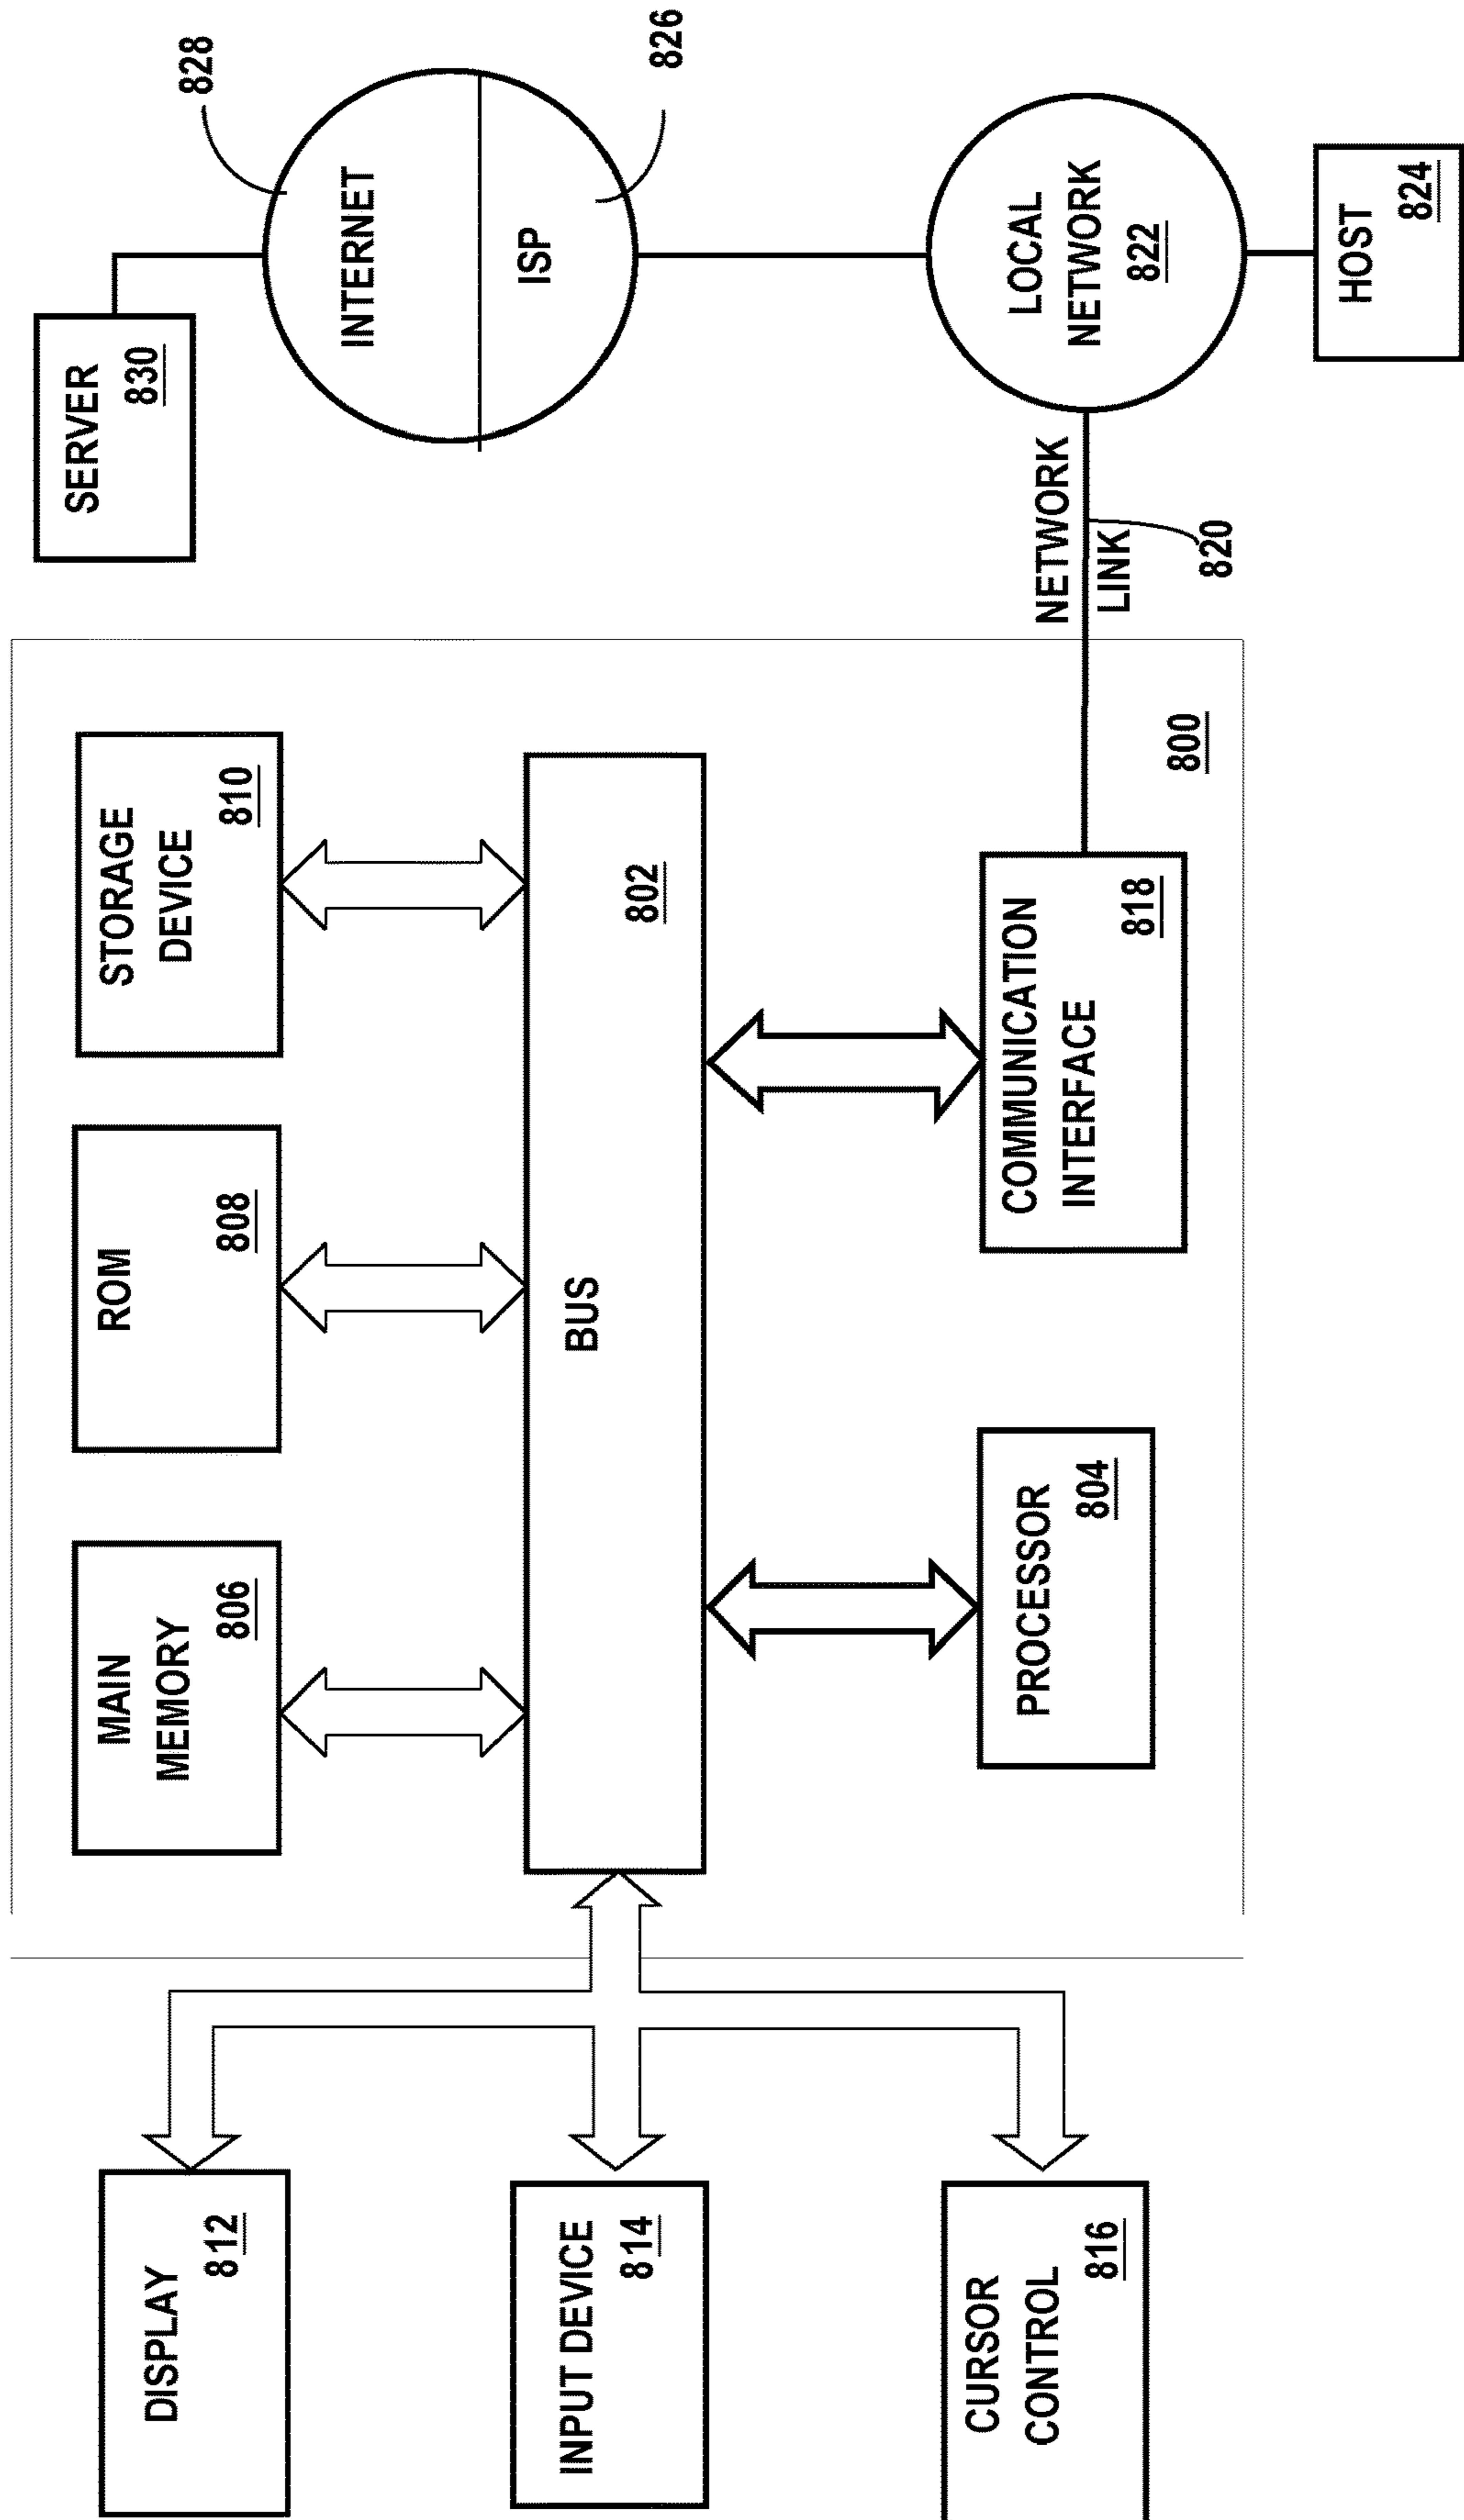 DISPLAY
812
INPUT DEVICE
814
CURSOR
CONTROL
816
MAIN
MEMORY
806
ROM
808
STORAGE
DEVICE
810
BUS
802
PROCESSOR
804
COMMUNICATION
INTERFACE
818
800
SERVER
830
828
INTERNET
ISP
826
NETWORK
LINK
820
LOCAL
NETWORK
822
HOST
824